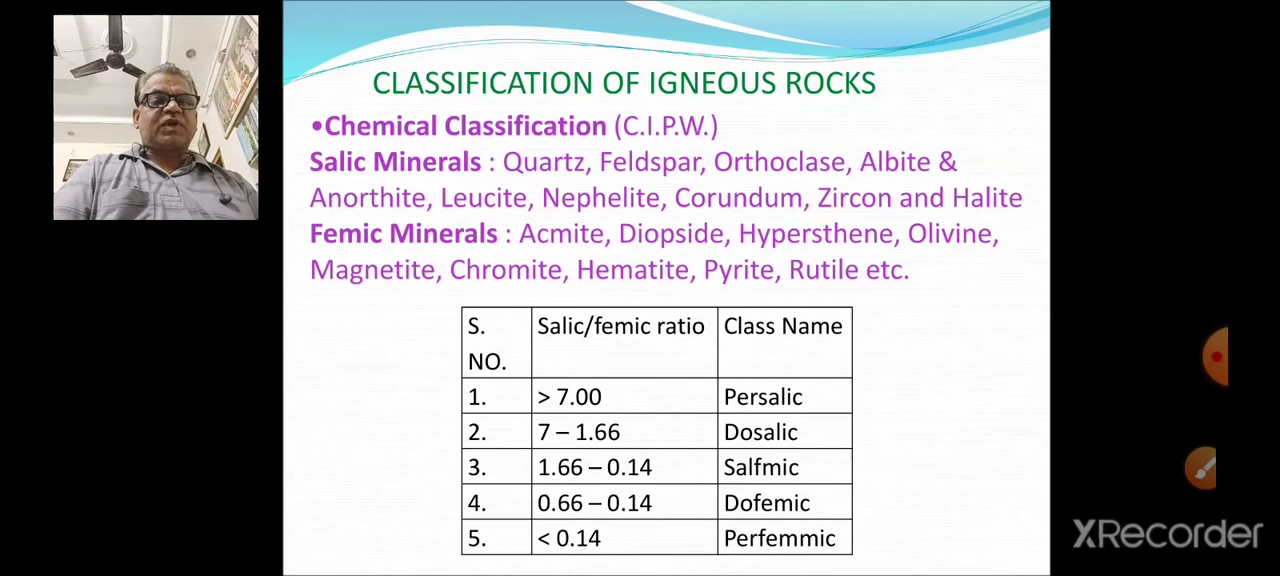 CLASSIFICATION OF IGNEOUS ROCKS
•Chemical Classification (C.I.P.W.)
Salic Minerals : Quartz, Feldspar, Orthoclase, Albite &
Anorthite, Leucite, Nephelite, Corundum, Zircon and Halite
Femic Minerals : Acmite, Diopside, Hypersthene, Olivine,
Magnetite, Chromite, Hematite, Pyrite, Rutile etc.
S. NO. Salic/femic ratio Class Name
1. > 7.00 Persalic
2. 7 – 1.66 Dosalic
3. 1.66 – 0.14 Salfmic
4. 0.66 – 0.14 Dofemic
5. < 0.14 Perfemmic
XRecorder